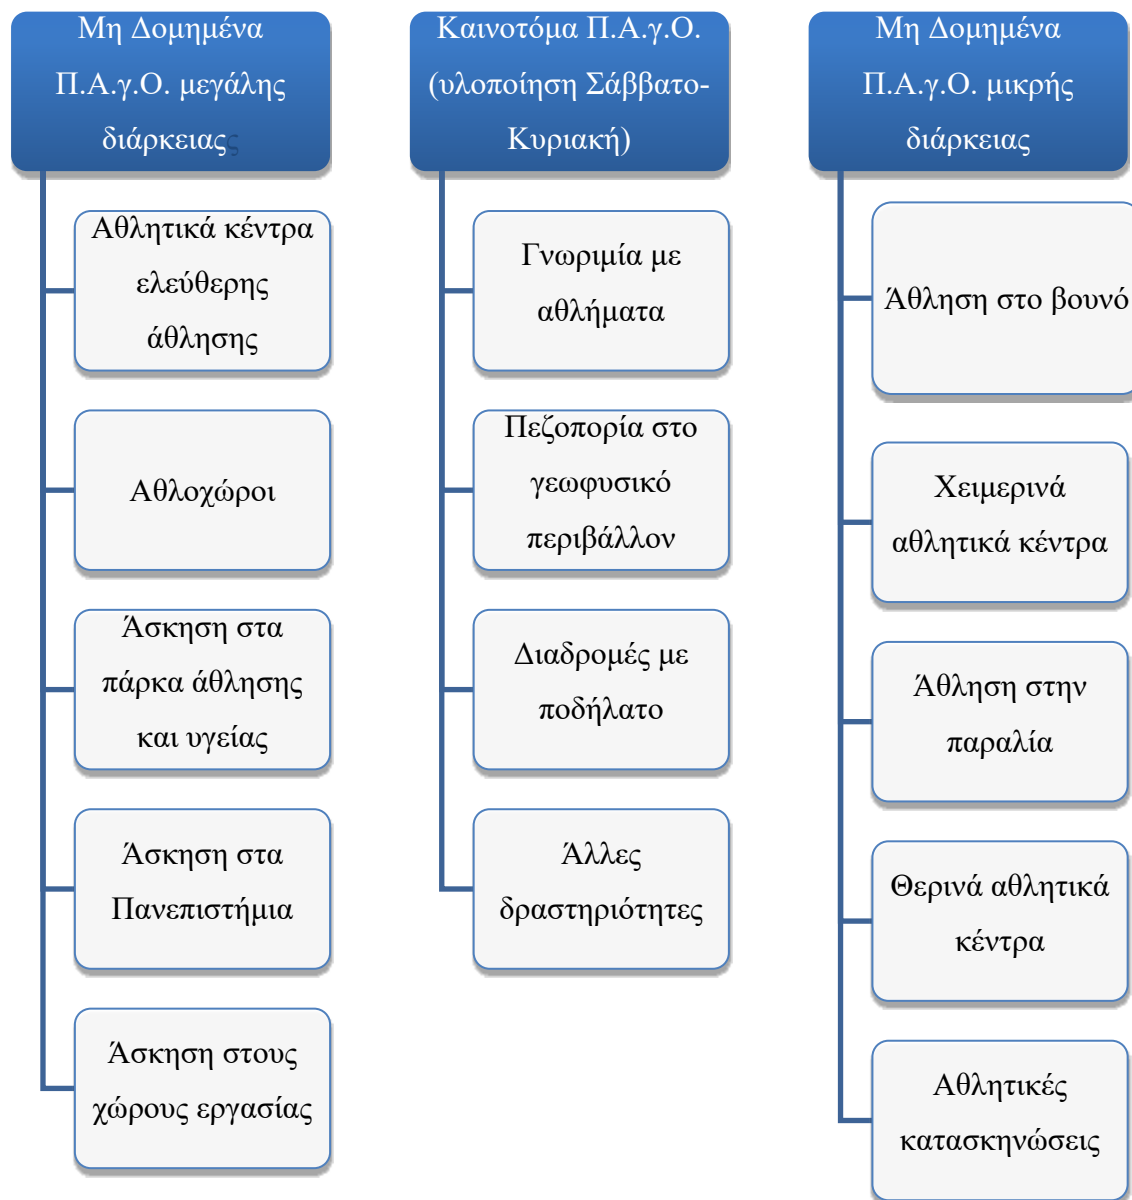 Μη Δομημένα
Π.Α.γ.Ο. μεγάλης
διάρκειαςς
Αθλητικά κέντρα
ελεύθερης
άθλησης
Αθλοχώροι
Άσκηση στα
πάρκα άθλησης
και υγείας
Άσκηση στα
Πανεπιστήμια
Άσκηση στους
χώρους εργασίας
Καινοτόμα Π.Α.γ.Ο.
(υλοποίηση Σάββατο-
Κυριακή)
Γνωριμία με
αθλήματα
Πεζοπορία στο
γεωφυσικό
περιβάλλον
Διαδρομές με
ποδήλατο
Άλλες
δραστηριότητες
Μη Δομημένα
Π.Α.γ.Ο. μικρής
διάρκειας
Άθληση στο βουνό
Χειμερινά
αθλητικά κέντρα
Άθληση στην
παραλία
Θερινά αθλητικά
κέντρα
Αθλητικές
κατασκηνώσεις